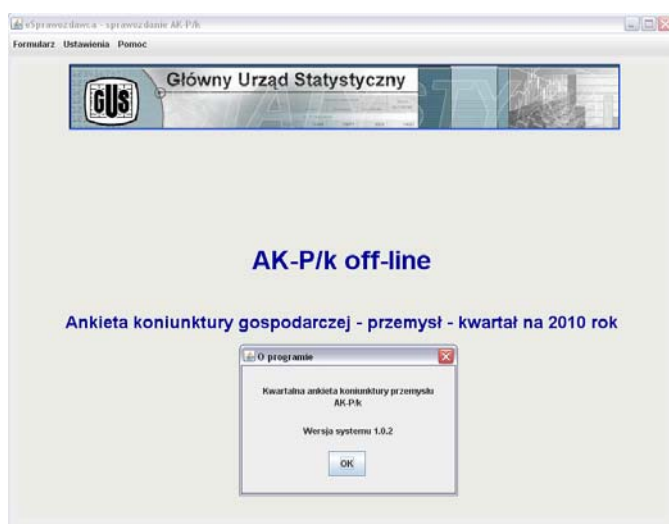 eSprawozdawca - sprawozdanie AK-P/k
Formularz Ustawienia Pomoc
GUS
Główny Urząd Statystyczny
AK-P/k off-line
Ankieta koniunktury gospodarczej - przemysł - kwartał na 2010 rok
O programie
Kwartalna ankieta koniunktury przemysłu
AK-P/k
Wersja systemu 1.0.2
OK